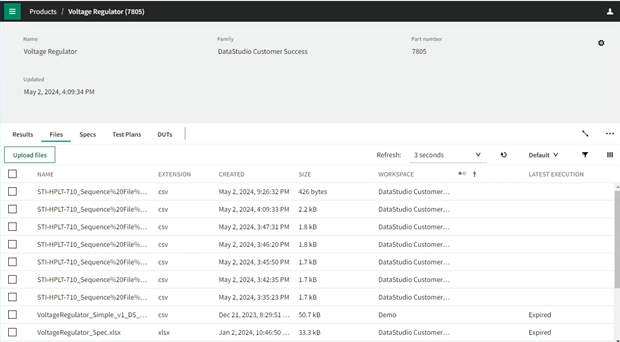 Products / Voltage Regulator (7805)
Name Family Part number
Voltage Regulator DataStudio Customer Success 7805
Updated
May 2, 2024, 4:09:34 PM
Results Files Specs Test Plans DUTs
Upload files Refresh: 3 seconds Default
NAME EXTENSION CREATED SIZE WORKSPACE LATEST EXECUTION
STI-HPLT-710_Sequence%20File%... csv May 2, 2024, 9:26:32 PM 426 bytes DataStudio Customer...
STI-HPLT-710_Sequence%20File%... csv May 2, 2024, 4:09:33 PM 2.2 kB DataStudio Customer...
STI-HPLT-710_Sequence%20File%... csv May 2, 2024, 3:47:31 PM 1.8 kB DataStudio Customer...
STI-HPLT-710_Sequence%20File%... csv May 2, 2024, 3:46:20 PM 1.8 kB DataStudio Customer...
STI-HPLT-710_Sequence%20File%... csv May 2, 2024, 3:45:50 PM 1.7 kB DataStudio Customer...
STI-HPLT-710_Sequence%20File%... csv May 2, 2024, 3:42:35 PM 1.7 kB DataStudio Customer...
STI-HPLT-710_Sequence%20File%... csv May 2, 2024, 3:35:23 PM 1.7 kB DataStudio Customer...
VoltageRegulator_Simple_v1_DS_... csv Dec 21, 2023, 8:29:51 ... 50.7 kB Demo Expired
VoltageRegulator_Spec.xlsx xlsx Jan 2, 2024, 10:46:50 ... 33.3 kB DataStudio Customer... Expired